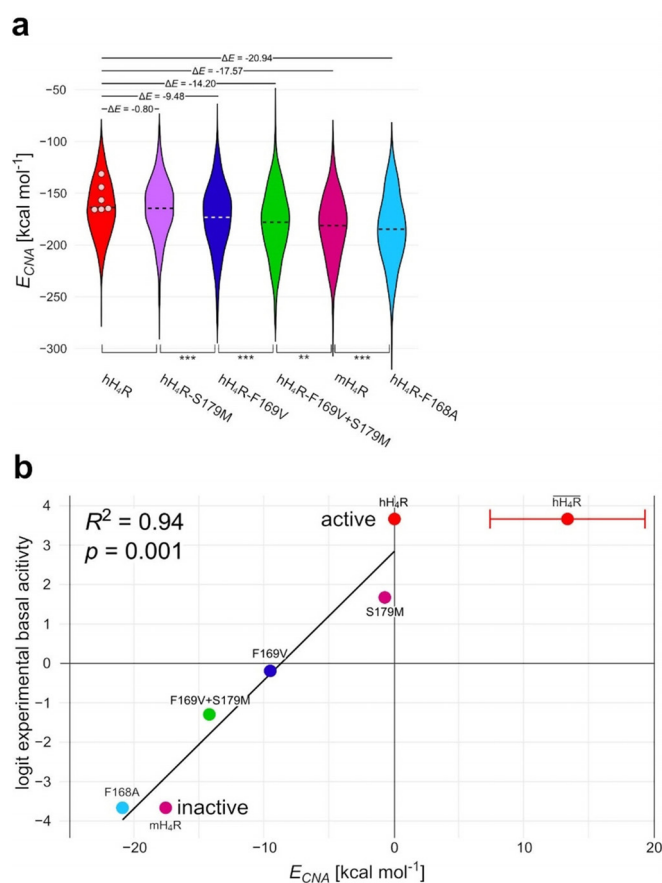 a
ΔE = -20.94
ΔE = -17.57
ΔE = -14.20
ΔE = -9.48
ΔE = -0.80
−50
−100
−150
−200
−250
−300
E_CNA [kcal mol⁻¹]
*** *** ** ***
hH₄R
hH₄R-S179M
hH₄R-F169V
hH₄R-F169V+S179M
mH₄R
hH₄R-F168A
b
R² = 0.94
p = 0.001
active
hH₄R
hH₄R
S179M
F169V
F169V+S179M
F168A
inactive
mH₄R
4
3
2
1
0
−1
−2
−3
−4
logit experimental basal acitivty
−20 −10 0 10 20
E_CNA [kcal mol⁻¹]